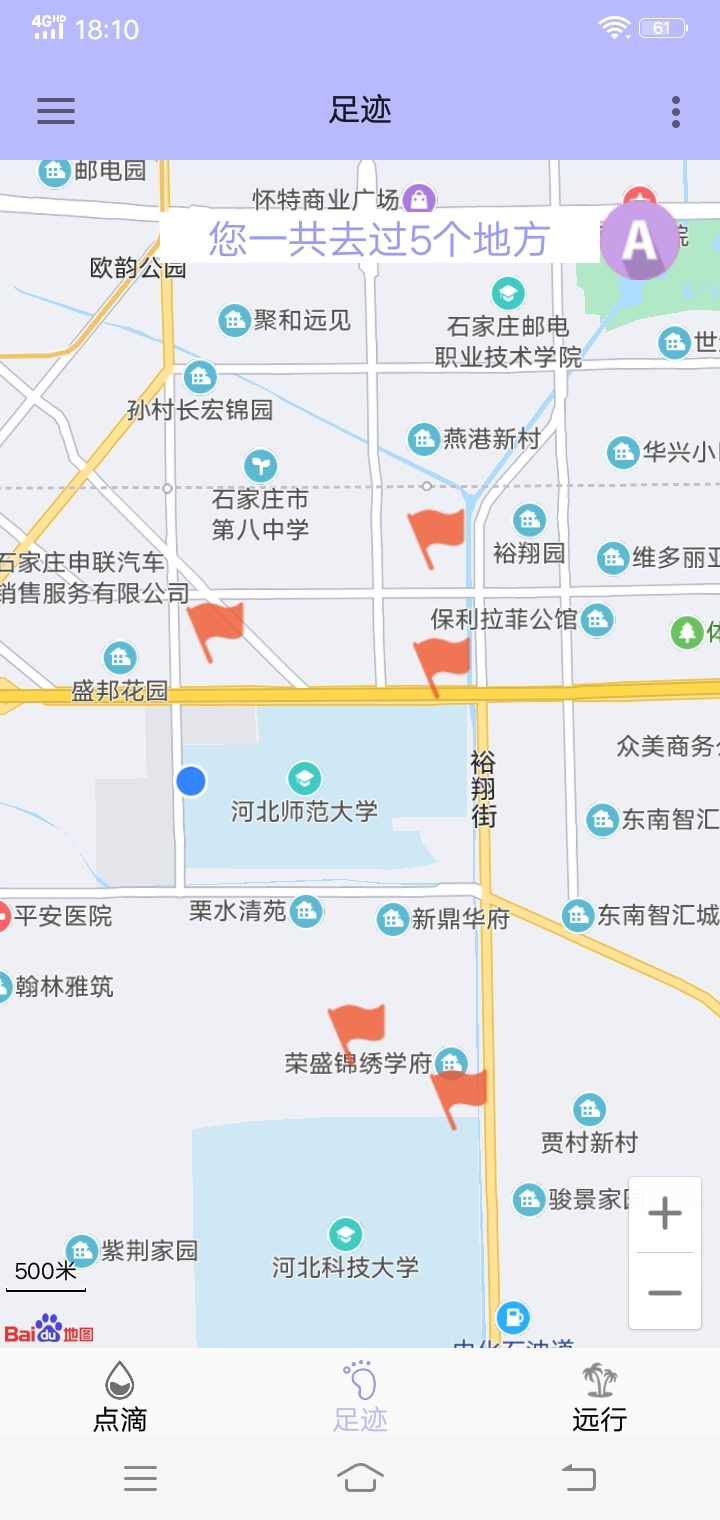 4GHD 18:10 61
足迹
邮电园
怀特商业广场
您一共去过5个地方
A
院
欧韵公园
聚和远见
石家庄邮电
职业技术学院
孙村长宏锦园
燕港新村
华兴小
石家庄市
第八中学
裕翔园
石家庄申联汽车
销售服务有限公司
维多丽亚
保利拉菲公馆
体
盛邦花园
众美商务
裕翔街
河北师范大学
东南智汇
平安医院
栗水清苑
新鼎华府
东南智汇城
翰林雅筑
荣盛锦绣学府
贾村新村
骏景家园
紫荆家园
500米
河北科技大学
Baidu地图
点滴
足迹
远行